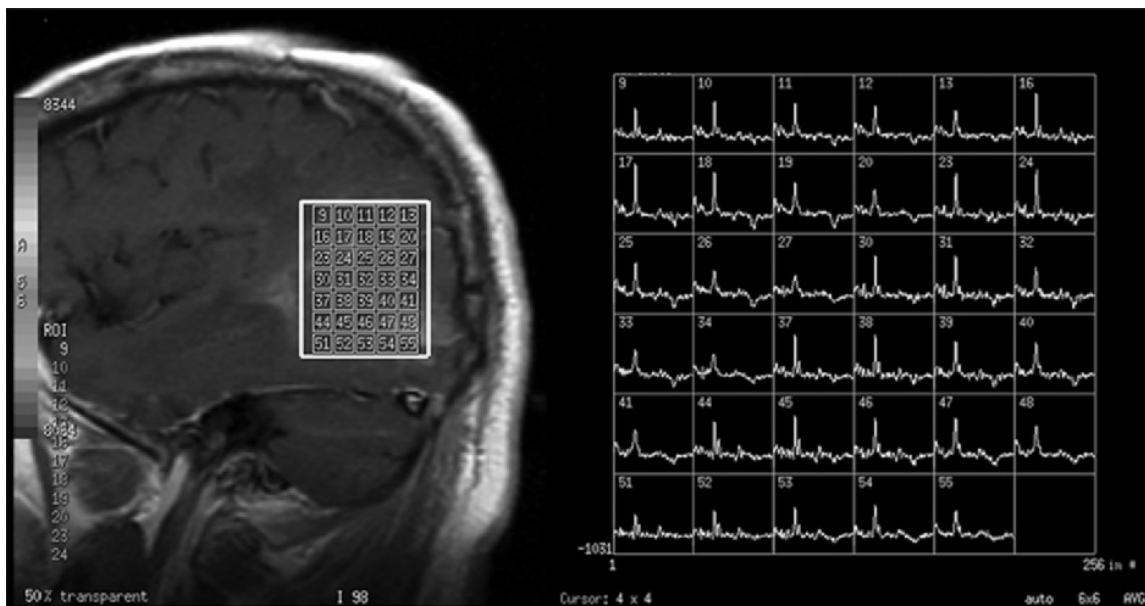 8344
A
ROI
9
10
11
12
17
18
19
20
23
24
50% transparent
I 98
9 10 11 12 13
16 17 18 19 20
23 24 25 26 27
30 31 32 33 34
37 38 39 40 41
44 45 46 47 48
51 52 53 54 55
9 10 11 12 13 16
17 18 19 20 23 24
25 26 27 30 31 32
33 34 37 38 39 40
41 44 45 46 47 48
51 52 53 54 55
-1031
1 256 im #
Cursor: 4 x 4
auto 6x6 AVG